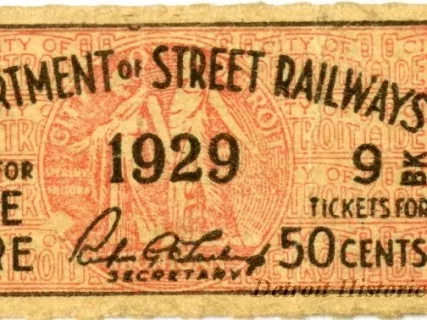 RTMENT of STREET RAILWAYS
1929
FOR 9 BK
E TICKETS FOR
RE 50 CENTS
SECRETARY
Detroit Historic